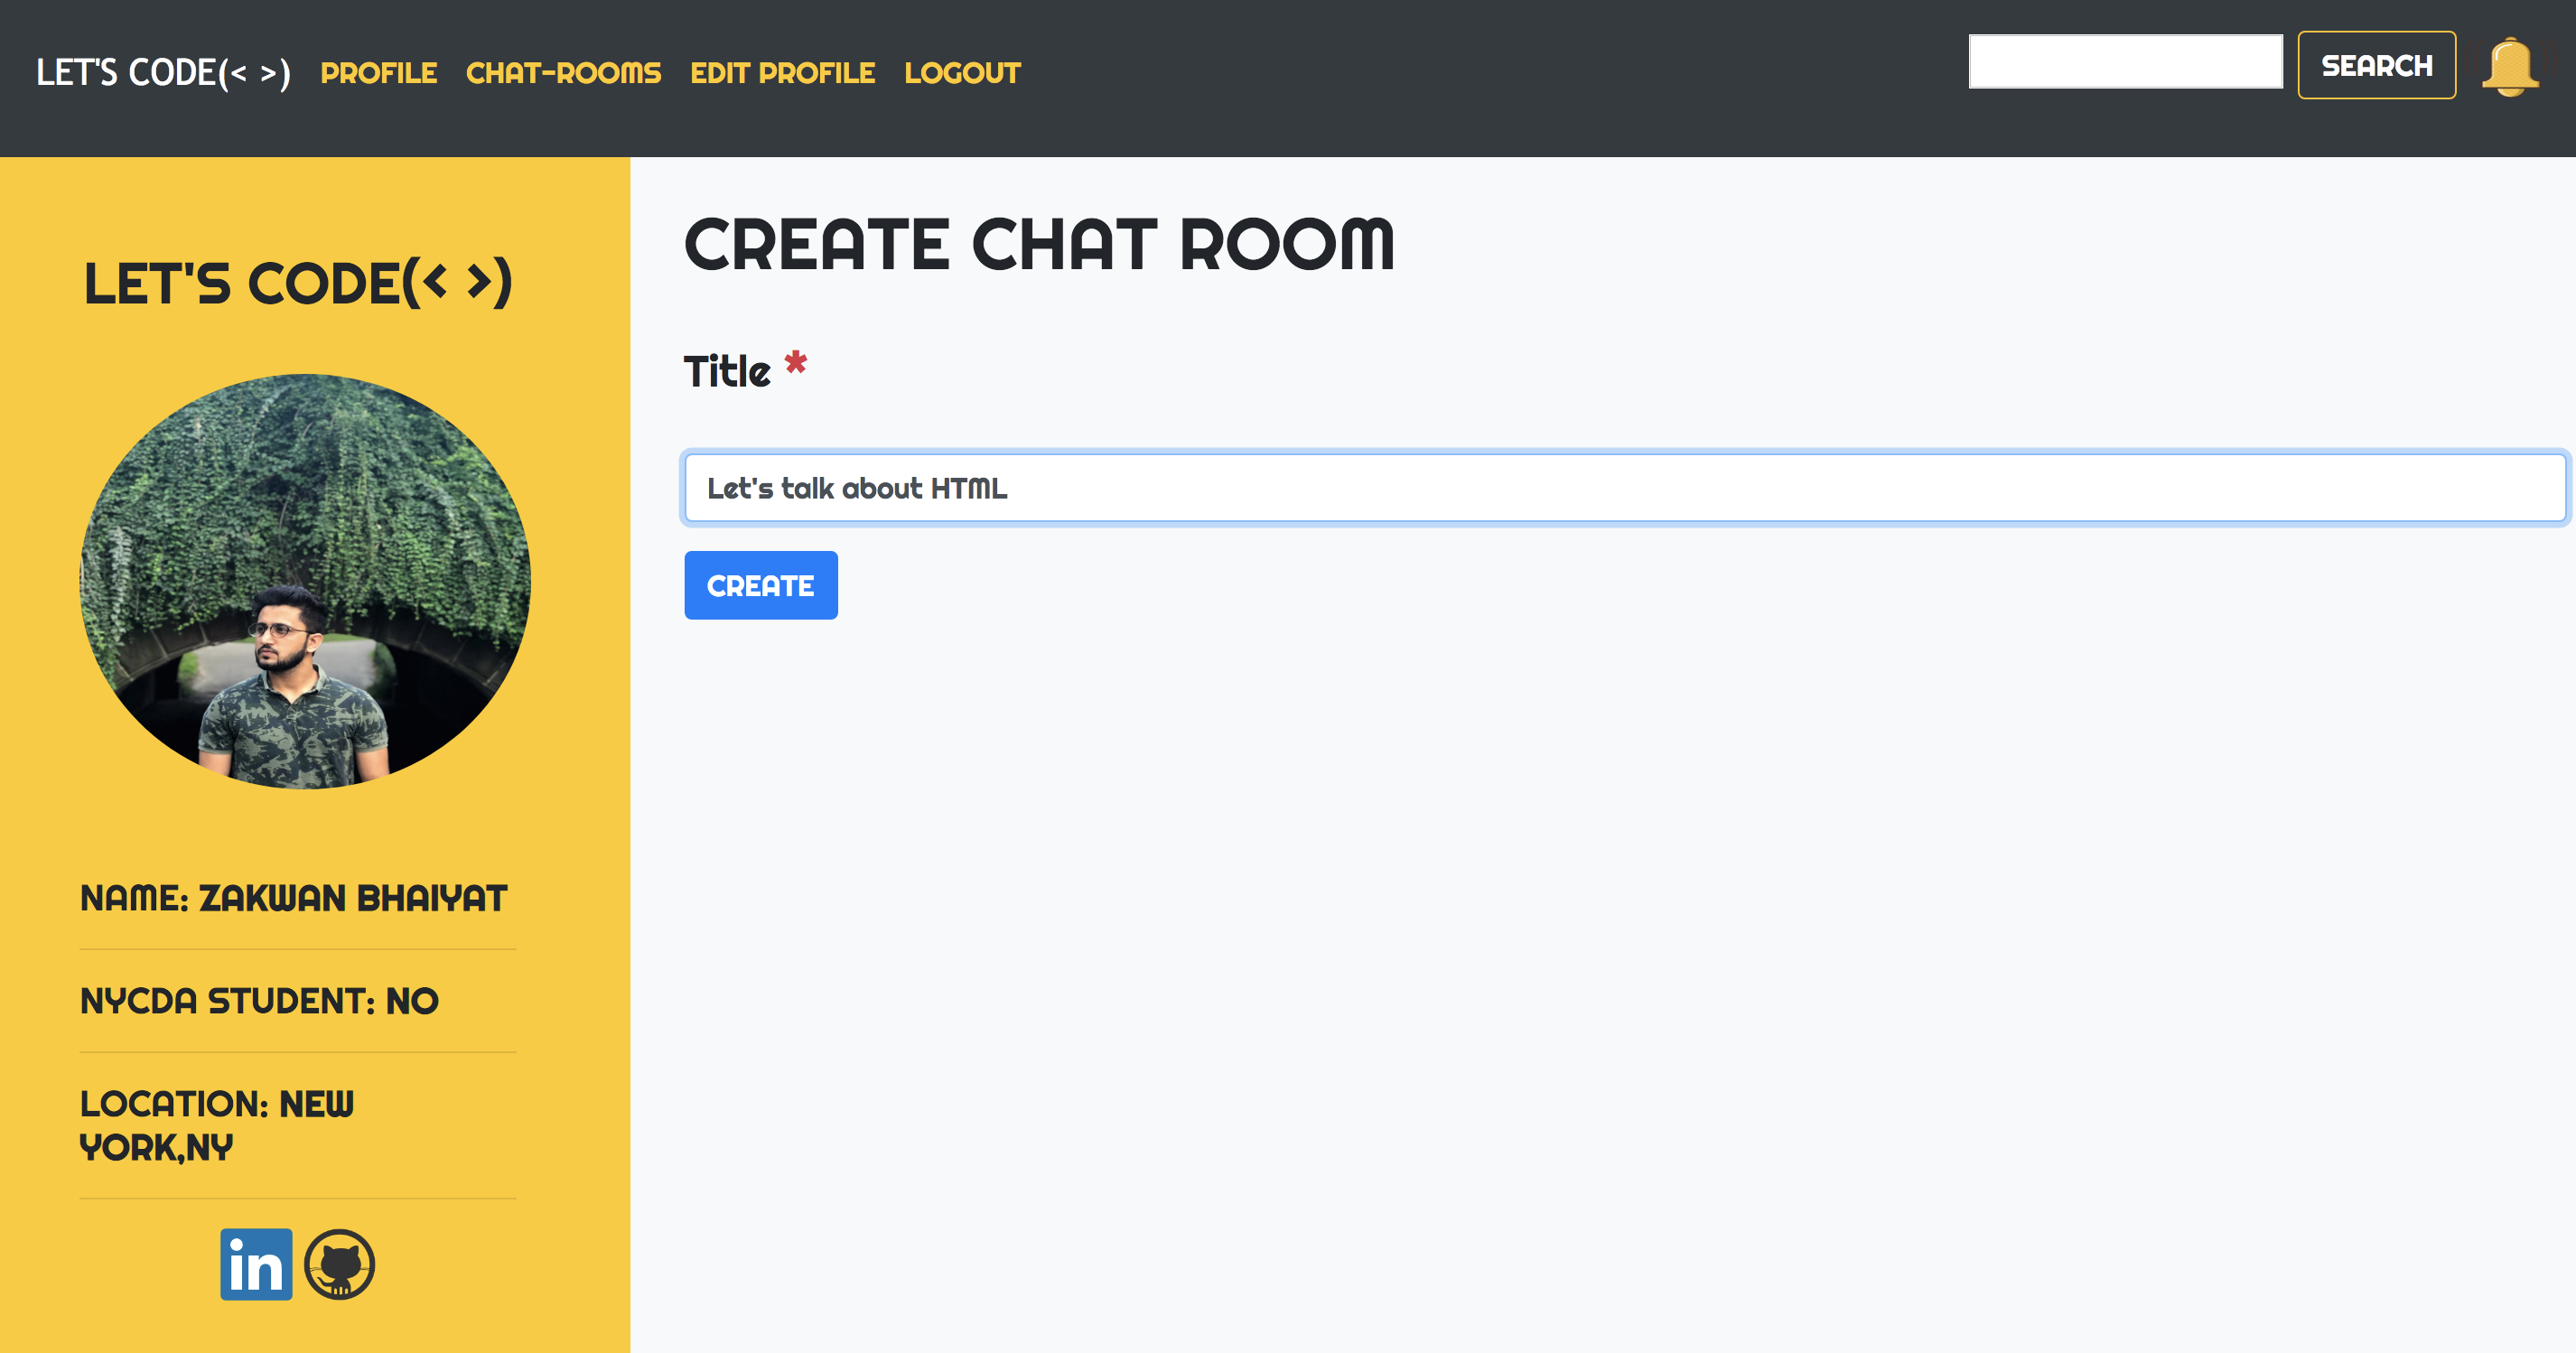 LET'S CODE(< >) PROFILE CHAT-ROOMS EDIT PROFILE LOGOUT SEARCH
LET'S CODE(< >)
NAME: ZAKWAN BHAIYAT
NYCDA STUDENT: NO
LOCATION: NEW
YORK,NY
in
CREATE CHAT ROOM
Title *
Let's talk about HTML
CREATE